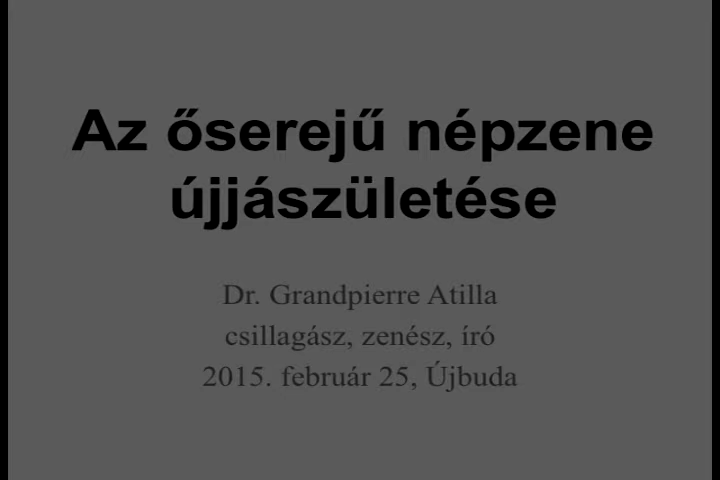 Az őserejű népzene
újjászületése
Dr. Grandpierre Atilla
csillagász, zenész, író
2015. február 25, Újbuda